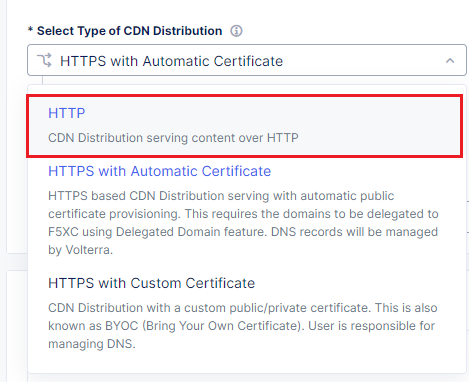 * Select Type of CDN Distribution
HTTPS with Automatic Certificate
HTTP
CDN Distribution serving content over HTTP
HTTPS with Automatic Certificate
HTTPS based CDN Distribution serving with automatic public
certificate provisioning. This requires the domains to be delegated to
F5XC using Delegated Domain feature. DNS records will be managed
by Volterra.
HTTPS with Custom Certificate
CDN Distribution with a custom public/private certificate. This is also
known as BYOC (Bring Your Own Certificate). User is responsible for
managing DNS.